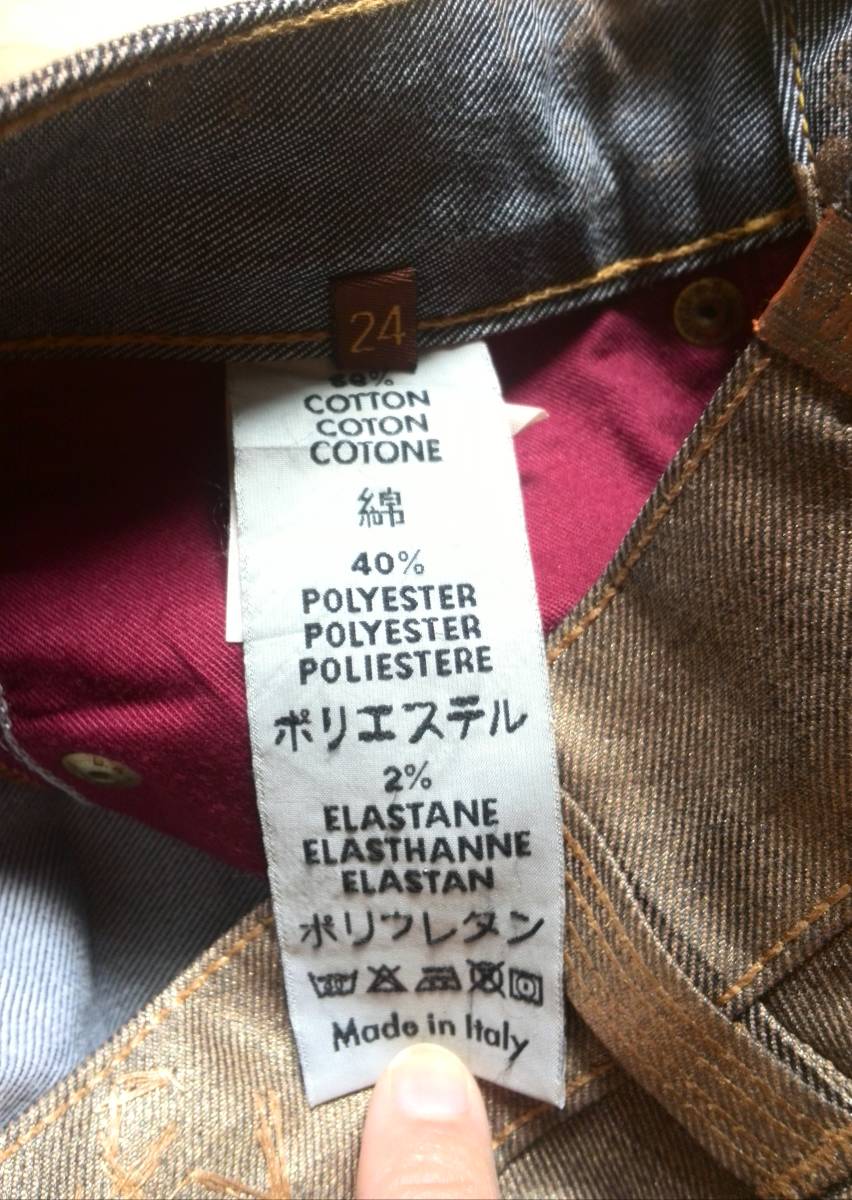 24
COTTON
COTON
COTONE
綿
40%
POLYESTER
POLYESTER
POLIESTERE
ポリエステル
2%
ELASTANE
ELASTHANNE
ELASTAN
ポリウレタン
Made in Italy